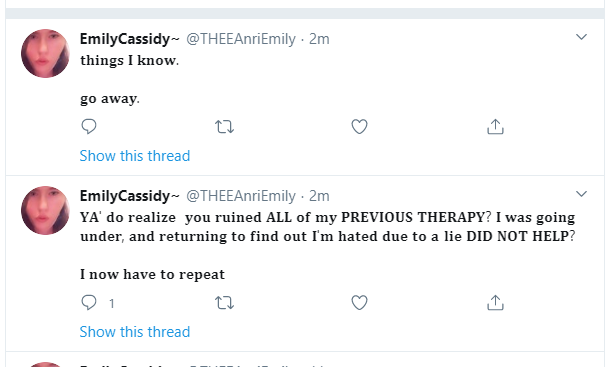 EmilyCassidy~ @THEEAnriEmily · 2m
things I know.
go away.
Show this thread
EmilyCassidy~ @THEEAnriEmily · 2m
YA' do realize you ruined ALL of my PREVIOUS THERAPY? I was going
under, and returning to find out I'm hated due to a lie DID NOT HELP?
I now have to repeat
1
Show this thread